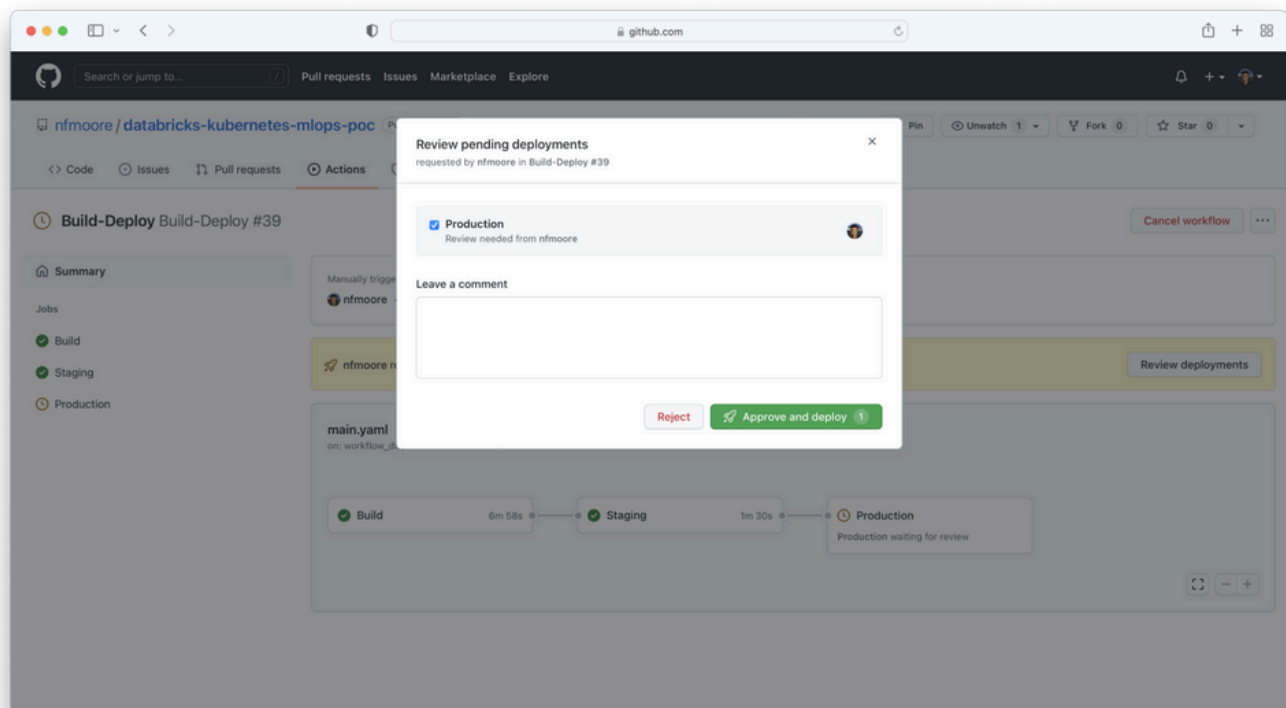 github.com
Search or jump to... /
Pull requests Issues Marketplace Explore
nfmoore / databricks-kubernetes-mlops-poc
Pin
Unwatch 1
Fork 0
Star 0
Code
Issues
Pull requests
Actions
Build-Deploy Build-Deploy #39
Cancel workflow
Summary
Jobs
Build
Staging
Production
Manually trigge
nfmoore
nfmoore
Review deployments
main.yaml
on: workflow_d
Build 6m 58s
Staging 1m 30s
Production
Production waiting for review
Review pending deployments
requested by nfmoore in Build-Deploy #39
Production
Review needed from nfmoore
Leave a comment
Reject
Approve and deploy 1